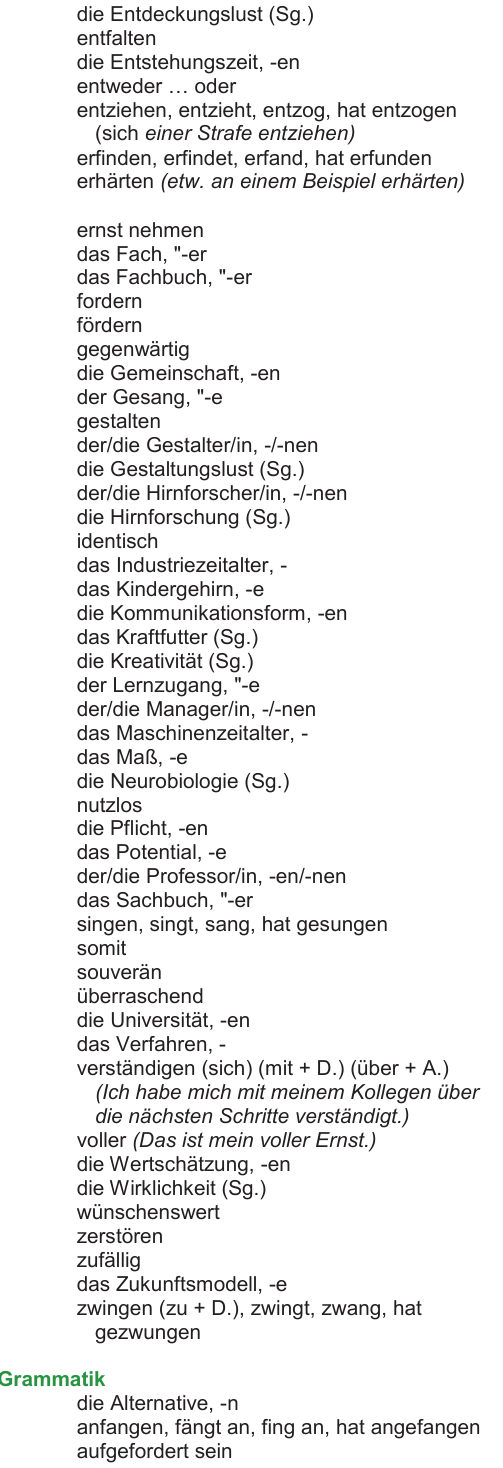 die Entdeckungslust (Sg.)
entfalten
die Entstehungszeit, -en
entweder … oder
entziehen, entzieht, entzog, hat entzogen
(sich einer Strafe entziehen)
erfinden, erfindet, erfand, hat erfunden
erhärten (etw. an einem Beispiel erhärten)
ernst nehmen
das Fach, "-er
das Fachbuch, "-er
fordern
fördern
gegenwärtig
die Gemeinschaft, -en
der Gesang, "-e
gestalten
der/die Gestalter/in, -/-nen
die Gestaltungslust (Sg.)
der/die Hirnforscher/in, -/-nen
die Hirnforschung (Sg.)
identisch
das Industriezeitalter, -
das Kindergehirn, -e
die Kommunikationsform, -en
das Kraftfutter (Sg.)
die Kreativität (Sg.)
der Lernzugang, "-e
der/die Manager/in, -/-nen
das Maschinenzeitalter, -
das Maß, -e
die Neurobiologie (Sg.)
nutzlos
die Pflicht, -en
das Potential, -e
der/die Professor/in, -en/-nen
das Sachbuch, "-er
singen, singt, sang, hat gesungen
somit
souverän
überraschend
die Universität, -en
das Verfahren, -
verständigen (sich) (mit + D.) (über + A.)
(Ich habe mich mit meinem Kollegen über
die nächsten Schritte verständigt.)
voller (Das ist mein voller Ernst.)
die Wertschätzung, -en
die Wirklichkeit (Sg.)
wünschenswert
zerstören
zufällig
das Zukunftsmodell, -e
zwingen (zu + D.), zwingt, zwang, hat
gezwungen
Grammatik
die Alternative, -n
anfangen, fängt an, fing an, hat angefangen
aufgefordert sein